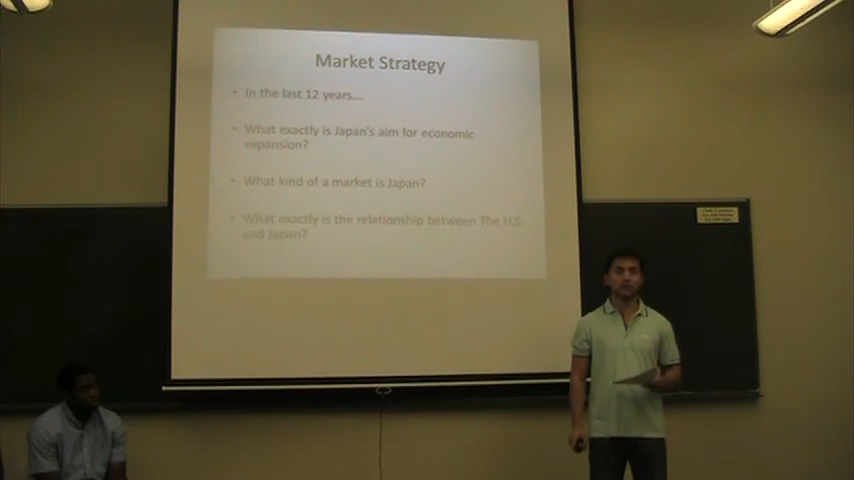 Market Strategy
• In the last 12 years....
• What exactly is Japan's aim for economic
expansion?
• What kind of a market is Japan?
• What exactly is the relationship between The U.S.
and Japan?